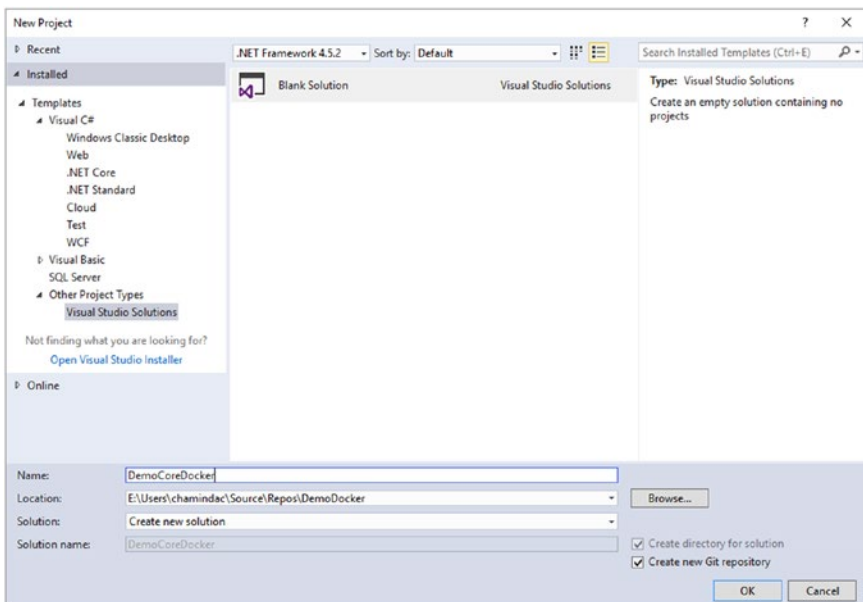 New Project
? X
Recent
.NET Framework 4.5.2
Sort by: Default
Search Installed Templates (Ctrl+E)
Installed
Templates
Visual C#
Windows Classic Desktop
Web
.NET Core
.NET Standard
Cloud
Test
WCF
Visual Basic
SQL Server
Other Project Types
Visual Studio Solutions
Not finding what you are looking for?
Open Visual Studio Installer
Online
Blank Solution
Visual Studio Solutions
Type: Visual Studio Solutions
Create an empty solution containing no
projects
Name: DemoCoreDocker
Location: E:\Users\chamindac\Source\Repos\DemoDocker
Browse...
Solution: Create new solution
Solution name: DemoCoreDocker
Create directory for solution
Create new Git repository
OK
Cancel